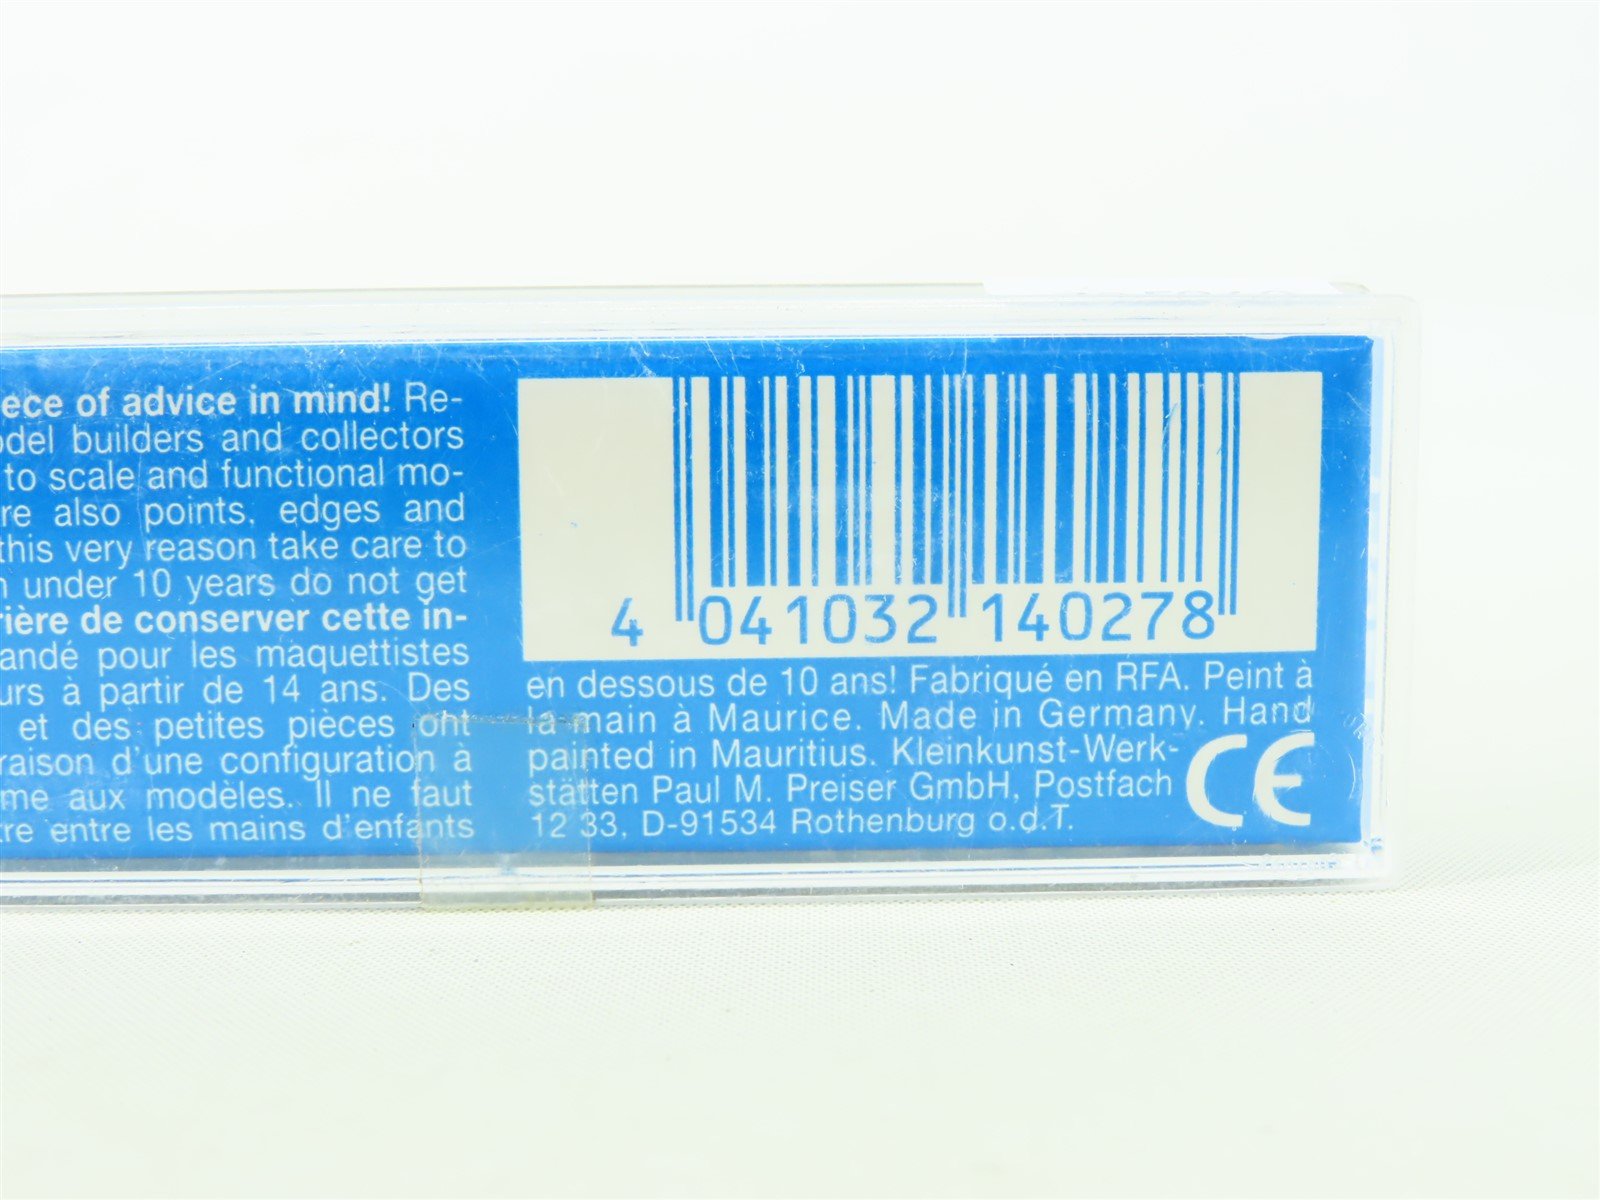 ece of advice in mind! Re-
odel builders and collectors
to scale and functional mo-
re also points, edges and
this very reason take care to
n under 10 years do not get
rière de conserver cette in-
andé pour les maquettistes
urs à partir de 14 ans. Des
et des petites pièces ont
raison d'une configuration à
me aux modèles. Il ne faut
tre entre les mains d'enfants
4 041032 140278
en dessous de 10 ans! Fabriqué en RFA. Peint à
la main à Maurice. Made in Germany. Hand
painted in Mauritius. Kleinkunst-Werk-
stätten Paul M. Preiser GmbH, Postfach
12 33, D-91534 Rothenburg o.d.T.
CE